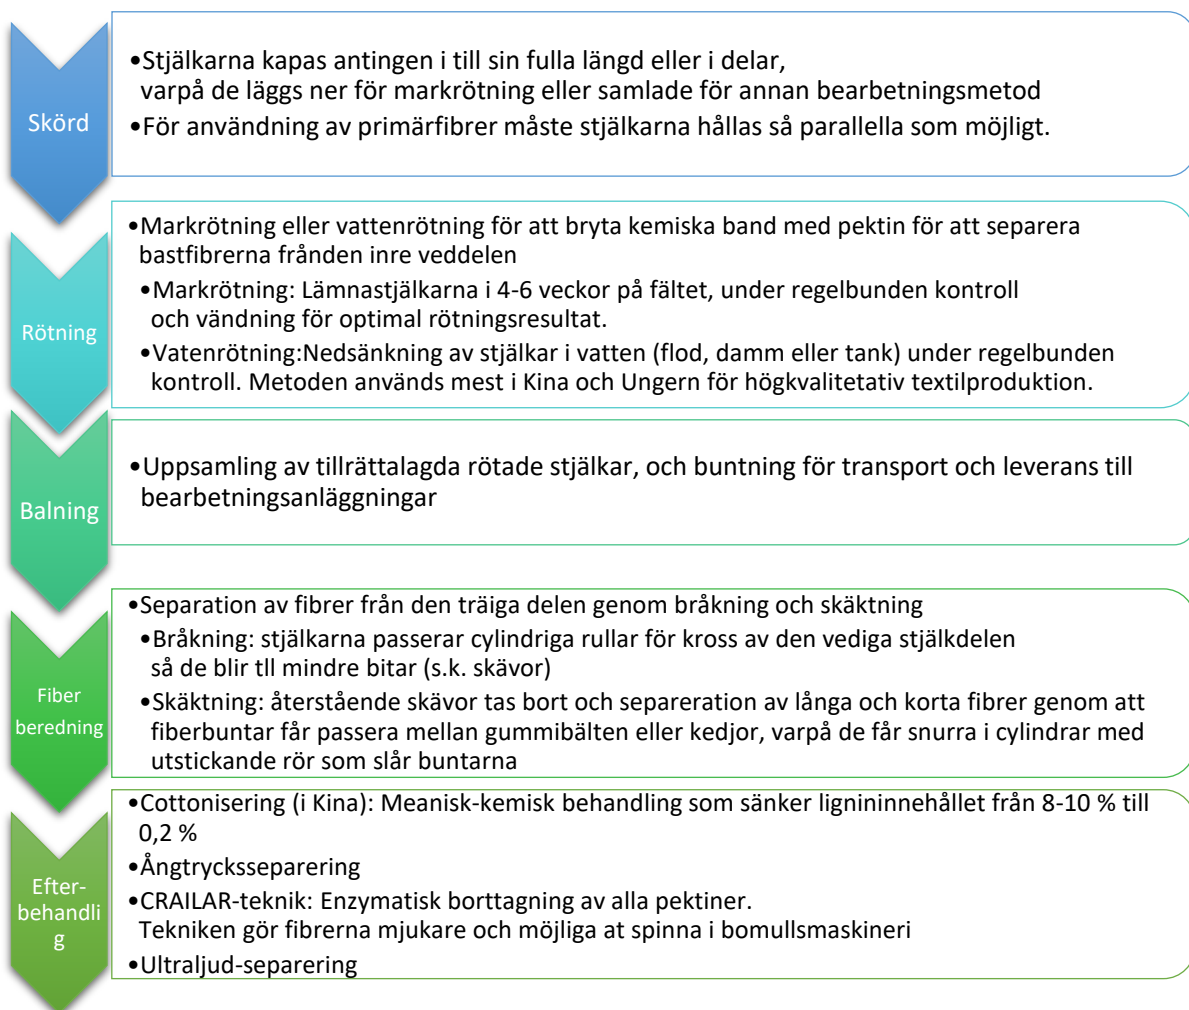 Skörd
•Stjälkarna kapas antingen i till sin fulla längd eller i delar,
varpå de läggs ner för markrötning eller samlade för annan bearbetningsmetod
•För användning av primärfibrer måste stjälkarna hållas så parallella som möjligt.
Rötning
•Markrötning eller vattenrötning för att bryta kemiska band med pektin för att separera
bastfibrerna frånden inre veddelen
•Markrötning: Lämnastjälkarna i 4-6 veckor på fältet, under regelbunden kontroll
och vändning för optimal rötningsresultat.
•Vatenrötning:Nedsänkning av stjälkar i vatten (flod, damm eller tank) under regelbunden
kontroll. Metoden används mest i Kina och Ungern för högkvalitetativ textilproduktion.
Balning
•Uppsamling av tillrättalagda rötade stjälkar, och buntning för transport och leverans till
bearbetningsanläggningar
Fiber
beredning
•Separation av fibrer från den träiga delen genom bråkning och skäktning
•Bråkning: stjälkarna passerar cylindriga rullar för kross av den vediga stjälkdelen
så de blir tll mindre bitar (s.k. skävor)
•Skäktning: återstående skävor tas bort och separeration av långa och korta fibrer genom att
fiberbuntar får passera mellan gummibälten eller kedjor, varpå de får snurra i cylindrar med
utstickande rör som slår buntarna
Efter-
behandli
g
•Cottonisering (i Kina): Meanisk-kemisk behandling som sänker lignininnehållet från 8-10 % till
0,2 %
•Ångtrycksseparering
•CRAILAR-teknik: Enzymatisk borttagning av alla pektiner.
Tekniken gör fibrerna mjukare och möjliga at spinna i bomullsmaskineri
•Ultraljud-separering